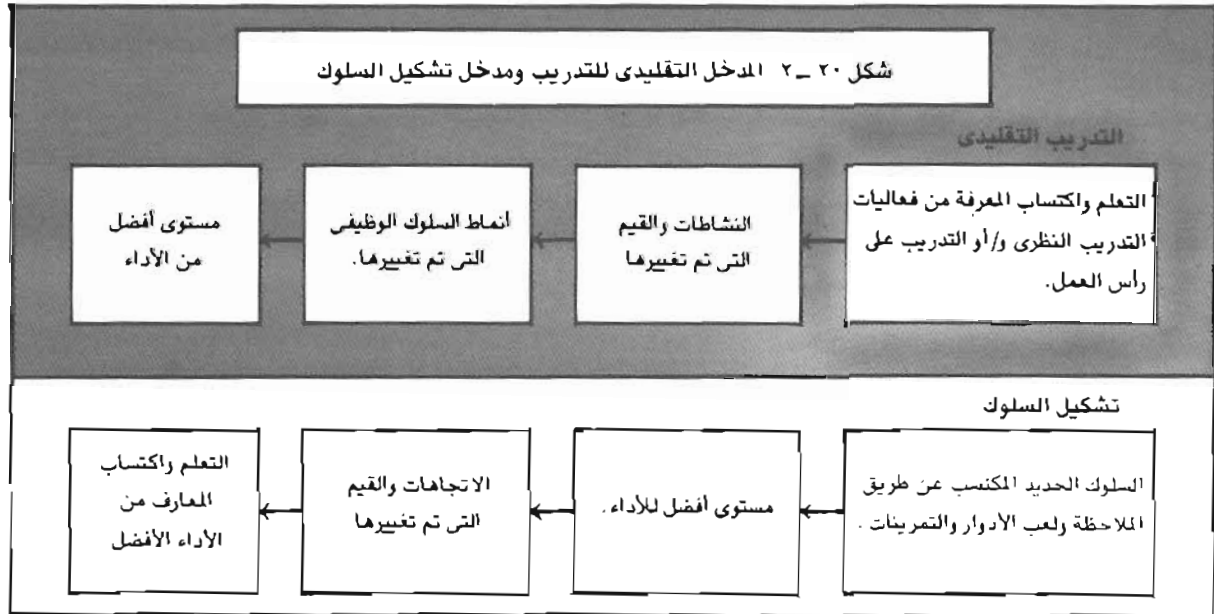 شكل ٢٠ – ٢ المدخل التقليدى للتدريب ومدخل تشكيل السلوك
التدريب التقليدى
التعلم واكتساب المعرفة من فعاليات
التدريب النظرى و/أو التدريب على
رأس العمل.
النشاطات والقيم
التى تم تغييرها
أنماط السلوك الوظيفى
التى تم تغييرها.
مستوى أفضل
من الأداء
تشكيل السلوك
السلوك الجديد المكتسب عن طريق
الملاحظة ولعب الأدوار والتمرينات .
مستوى أفضل للأداء.
الاتجاهات والقيم
التى تم تغييرها
التعلم واكتساب
المعارف من
الأداء الأفضل